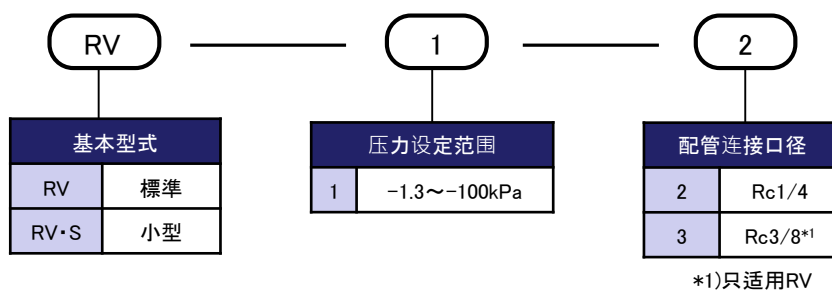 RV 1 2
基本型式
RV 標準
RV・S 小型
压力设定范围
1 -1.3～-100kPa
配管连接口径
2 Rc1/4
3 Rc3/8*1
*1)只适用RV